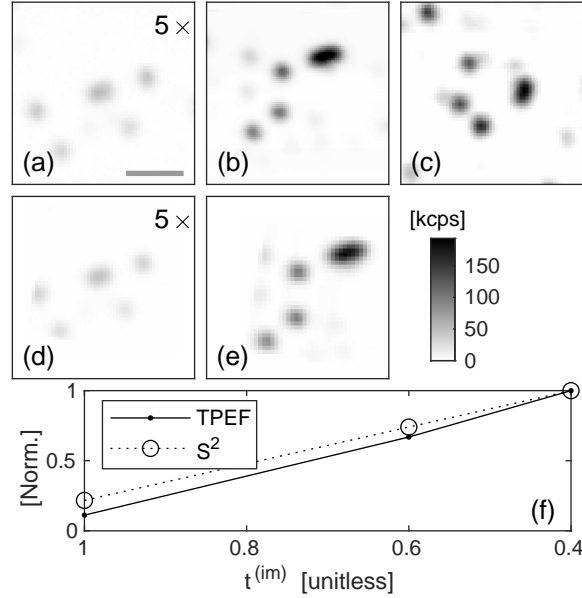 5 ×
(a)
(b)
(c)
5 ×
(d)
(e)
[kcps]
150
100
50
0
1
0.5
0
[Norm.]
TPEF
S²
(f)
1
0.8
0.6
0.4
t⁽ⁱᵐ⁾ [unitless]